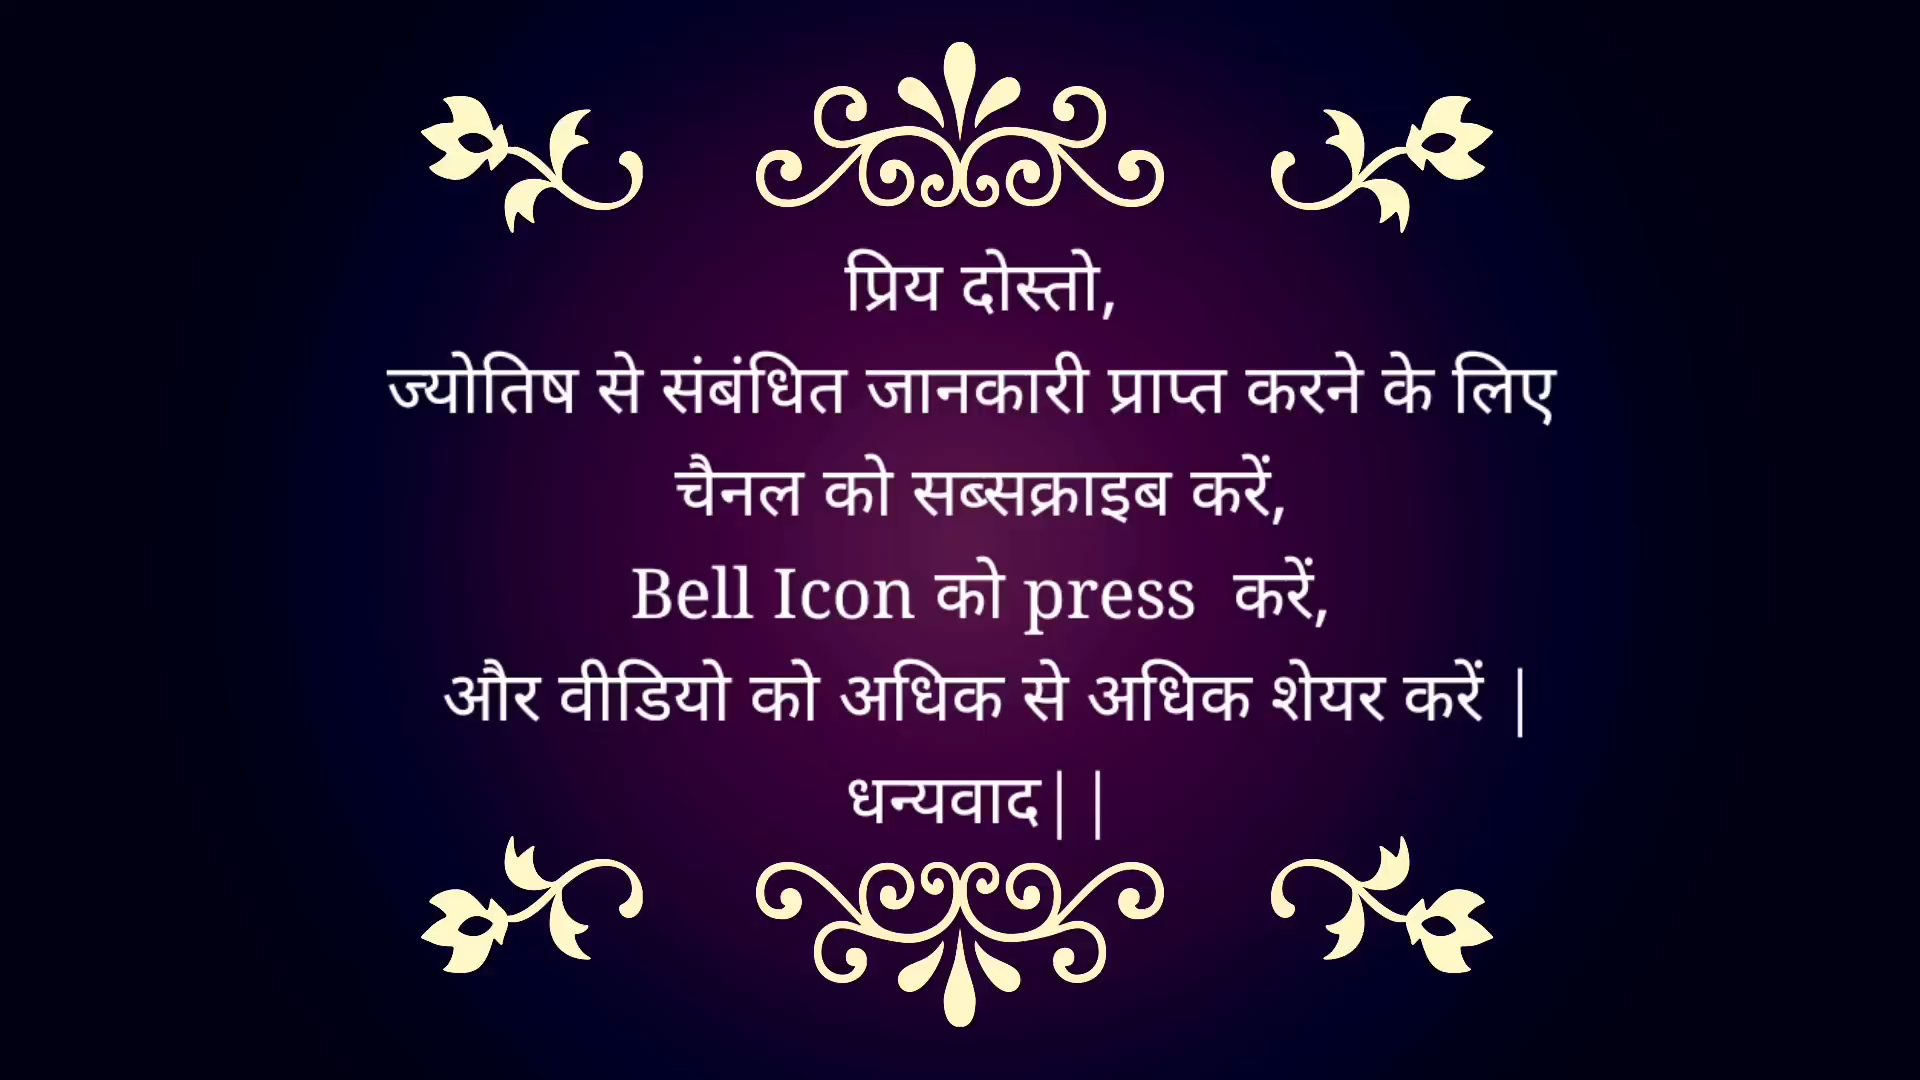 प्रिय दोस्तो,
ज्योतिष से संबंधित जानकारी प्राप्त करने के लिए
चैनल को सब्सक्राइब करें,
Bell Icon को press  करें,
और वीडियो को अधिक से अधिक शेयर करें |
धन्यवाद||